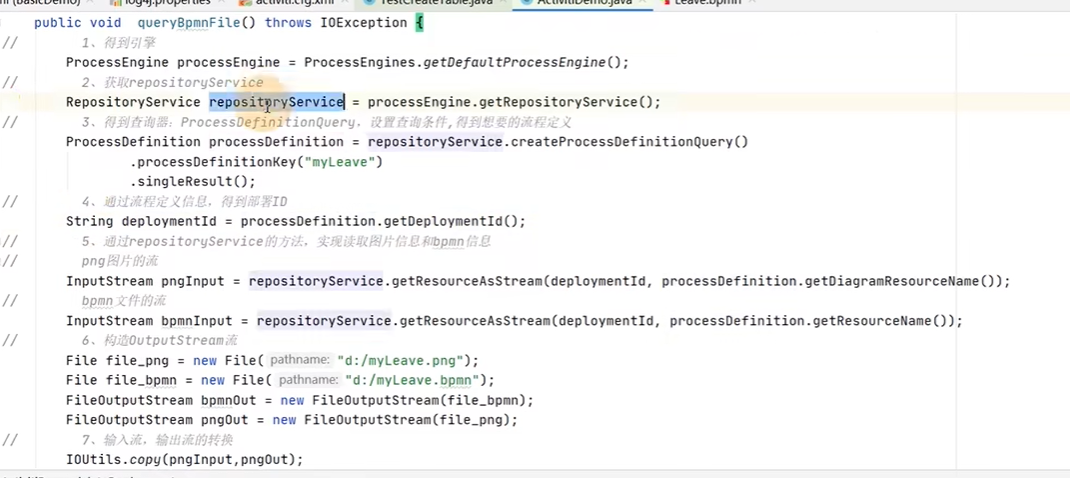 log4j.properties activiti.cfg.xml TestCreateTable.java ActivitiDemo.java Leave.bpmn
public void queryBpmnFile() throws IOException {
// 1、得到引擎
ProcessEngine processEngine = ProcessEngines.getDefaultProcessEngine();
// 2、获取repositoryService
RepositoryService repositoryService = processEngine.getRepositoryService();
// 3、得到查询器：ProcessDefinitionQuery，设置查询条件,得到想要的流程定义
ProcessDefinition processDefinition = repositoryService.createProcessDefinitionQuery()
.processDefinitionKey("myLeave")
.singleResult();
// 4、通过流程定义信息，得到部署ID
String deploymentId = processDefinition.getDeploymentId();
// 5、通过repositoryService的方法，实现读取图片信息和bpmn信息
// png图片的流
InputStream pngInput = repositoryService.getResourceAsStream(deploymentId, processDefinition.getDiagramResourceName());
// bpmn文件的流
InputStream bpmnInput = repositoryService.getResourceAsStream(deploymentId, processDefinition.getResourceName());
// 6、构造OutputStream流
File file_png = new File( pathname: "d:/myLeave.png");
File file_bpmn = new File( pathname: "d:/myLeave.bpmn");
FileOutputStream bpmnOut = new FileOutputStream(file_bpmn);
FileOutputStream pngOut = new FileOutputStream(file_png);
// 7、输入流，输出流的转换
IOUtils.copy(pngInput,pngOut);